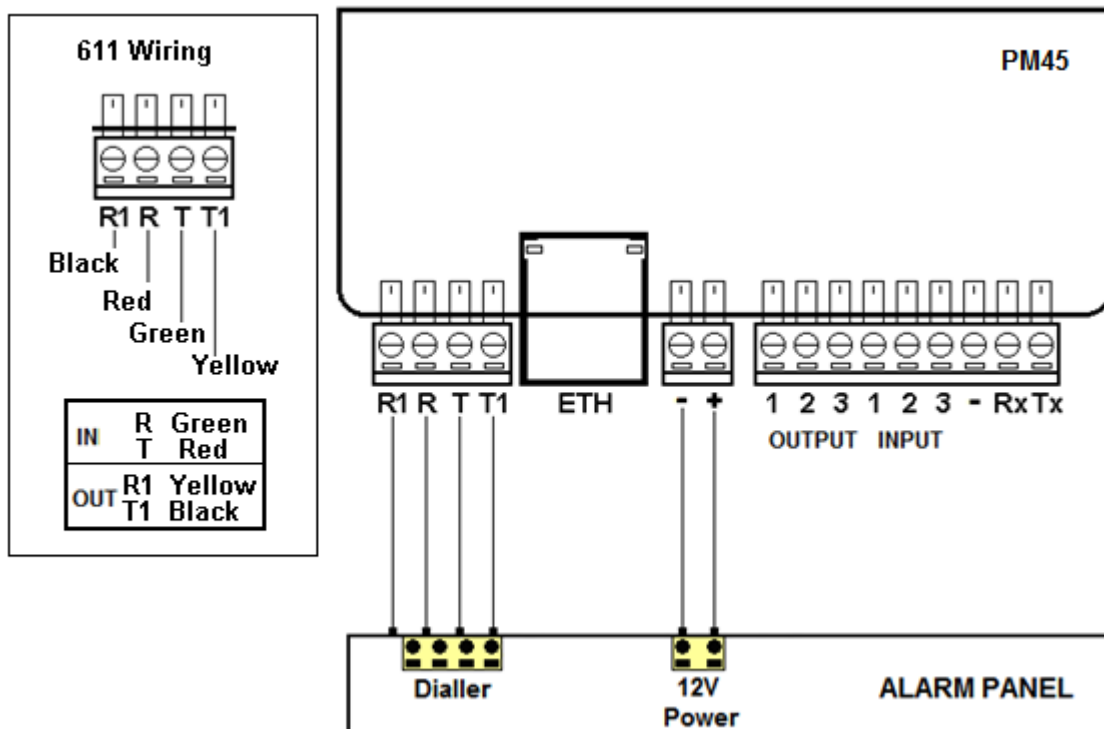 611 Wiring
R1 R T T1
Black
Red
Green
Yellow
IN R Green
T Red
OUT R1 Yellow
T1 Black
PM45
R1 R T T1
ETH
- +
1 2 3 1 2 3 - Rx Tx
OUTPUT INPUT
Dialler
12V
Power
ALARM PANEL